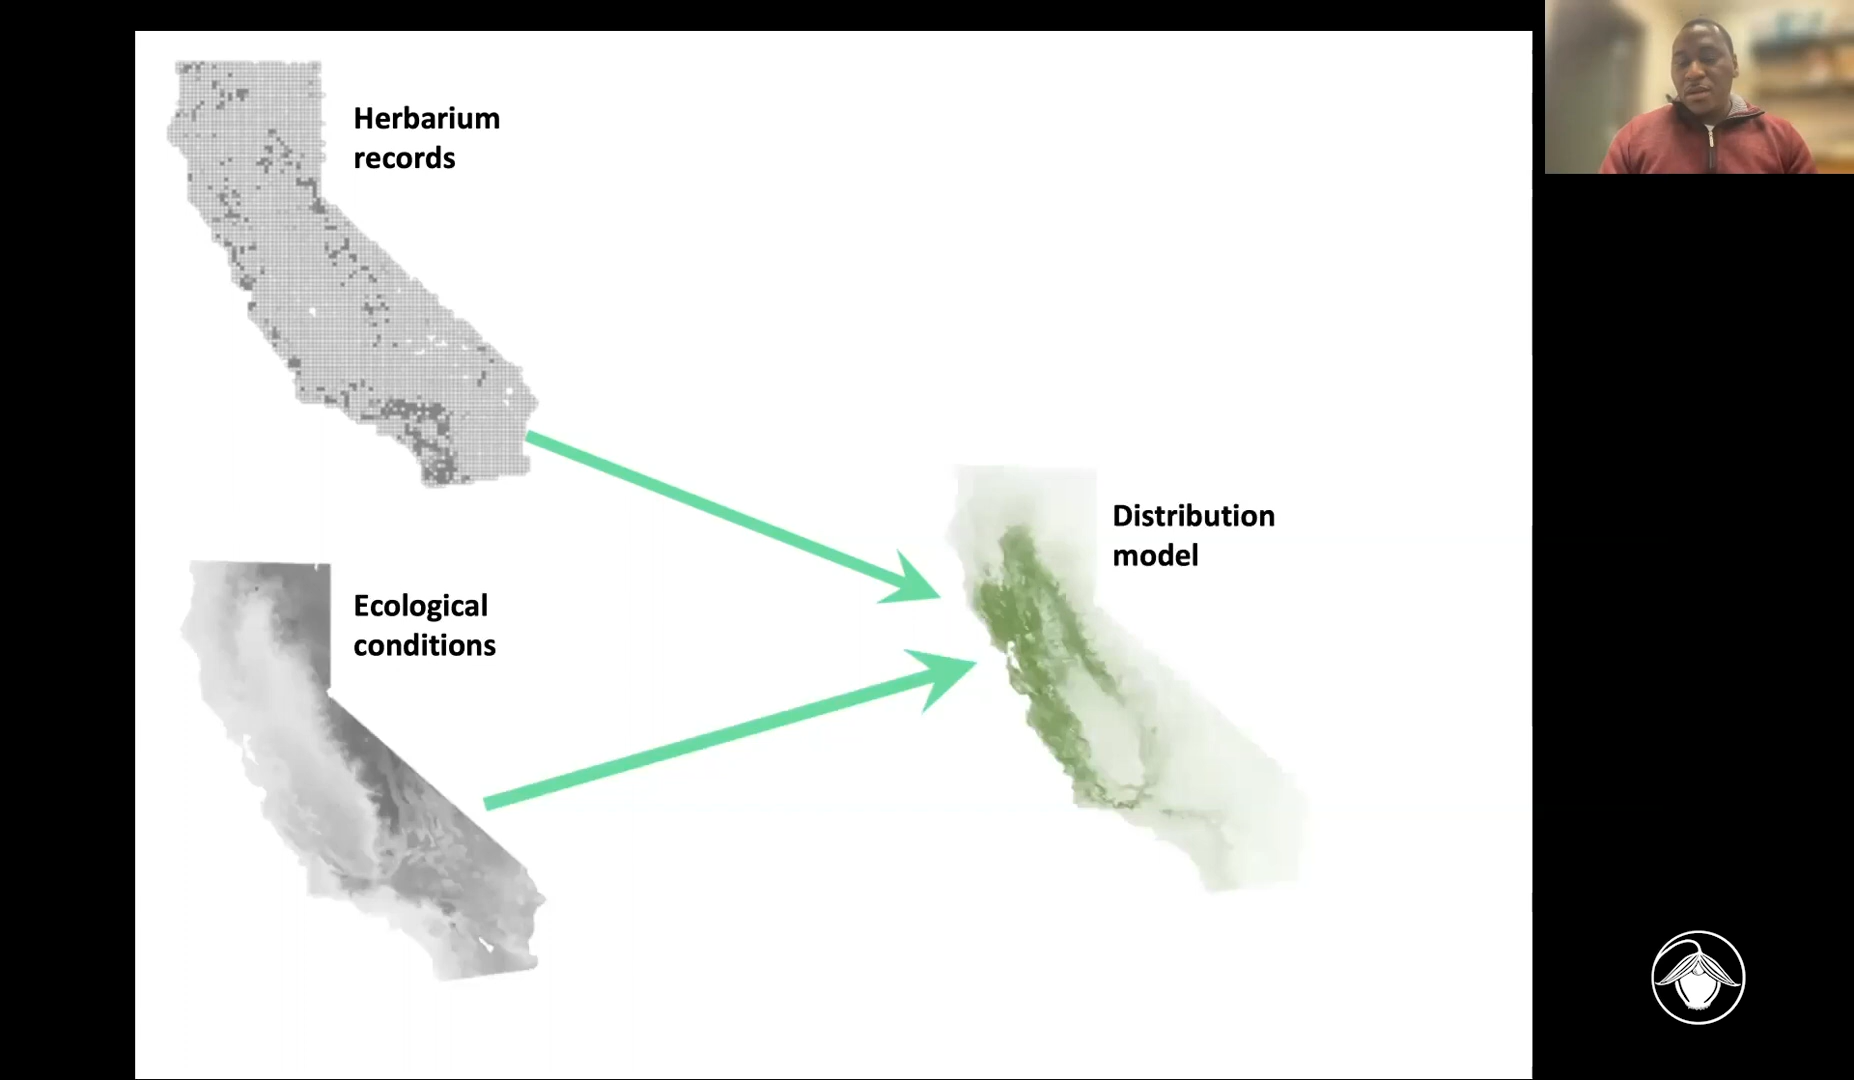 Herbarium
records
Ecological
conditions
Distribution
model